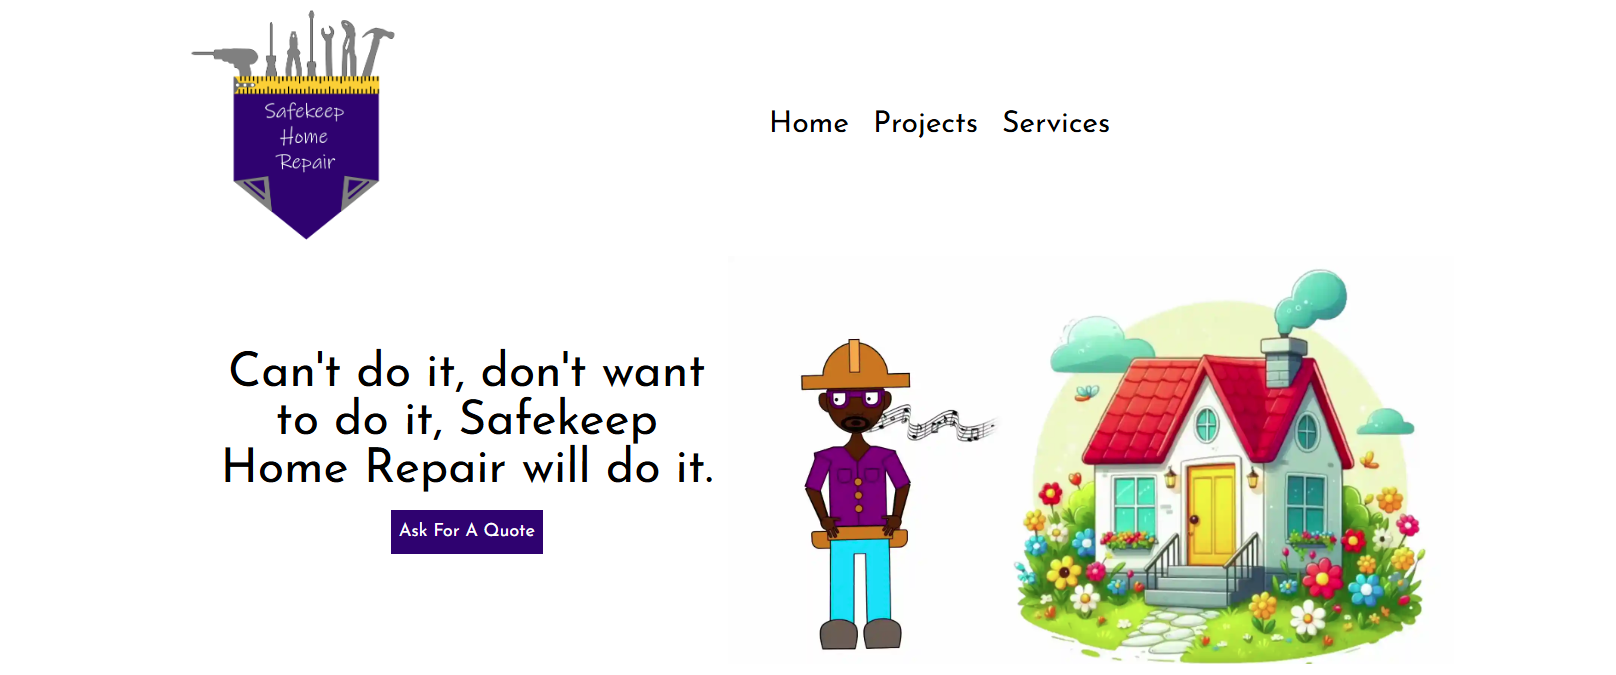 Safekeep
Home
Repair
Home Projects Services
Can't do it, don't want
to do it, Safekeep
Home Repair will do it.
Ask For A Quote